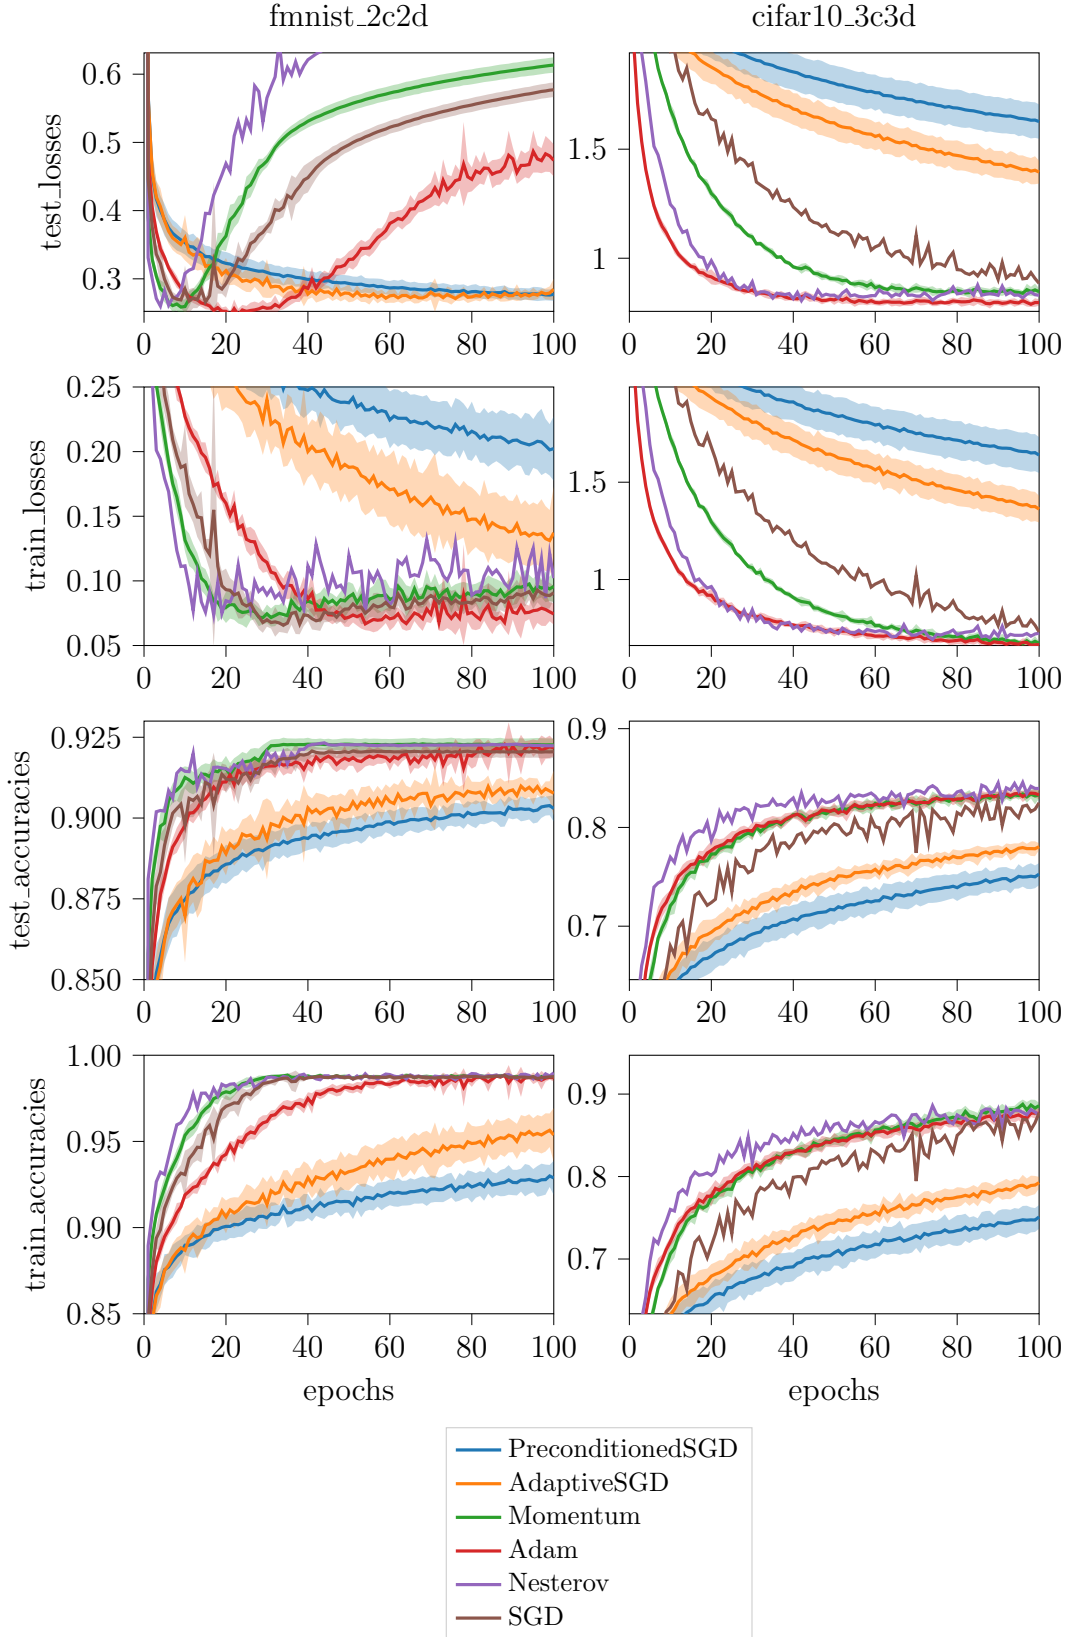 fmnist_2c2d
cifar10_3c3d
test_losses
0.6
0.5
0.4
0.3
0 20 40 60 80 100
1.5
1
0 20 40 60 80 100
train_losses
0.25
0.20
0.15
0.10
0.05
0 20 40 60 80 100
1.5
1
0 20 40 60 80 100
test_accuracies
0.925
0.900
0.875
0.850
0 20 40 60 80 100
0.9
0.8
0.7
0 20 40 60 80 100
train_accuracies
1.00
0.95
0.90
0.85
0 20 40 60 80 100
epochs
0.9
0.8
0.7
0 20 40 60 80 100
epochs
PreconditionedSGD
AdaptiveSGD
Momentum
Adam
Nesterov
SGD